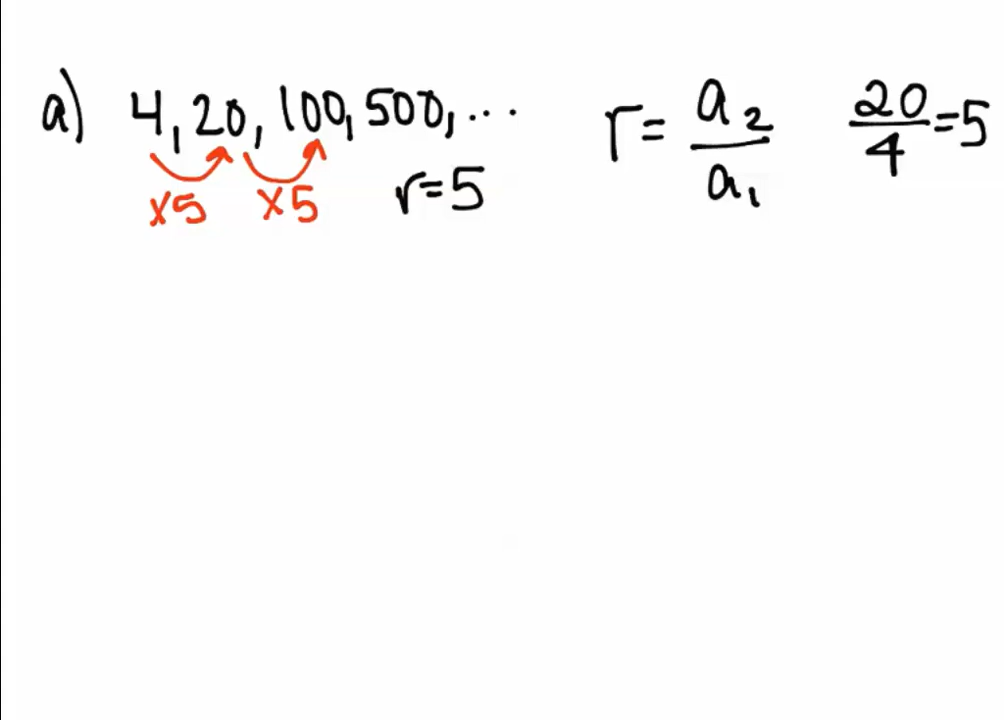 a) 4, 20, 100, 500, ...
x5 x5 r=5
r = a₂/a₁ 20/4=5